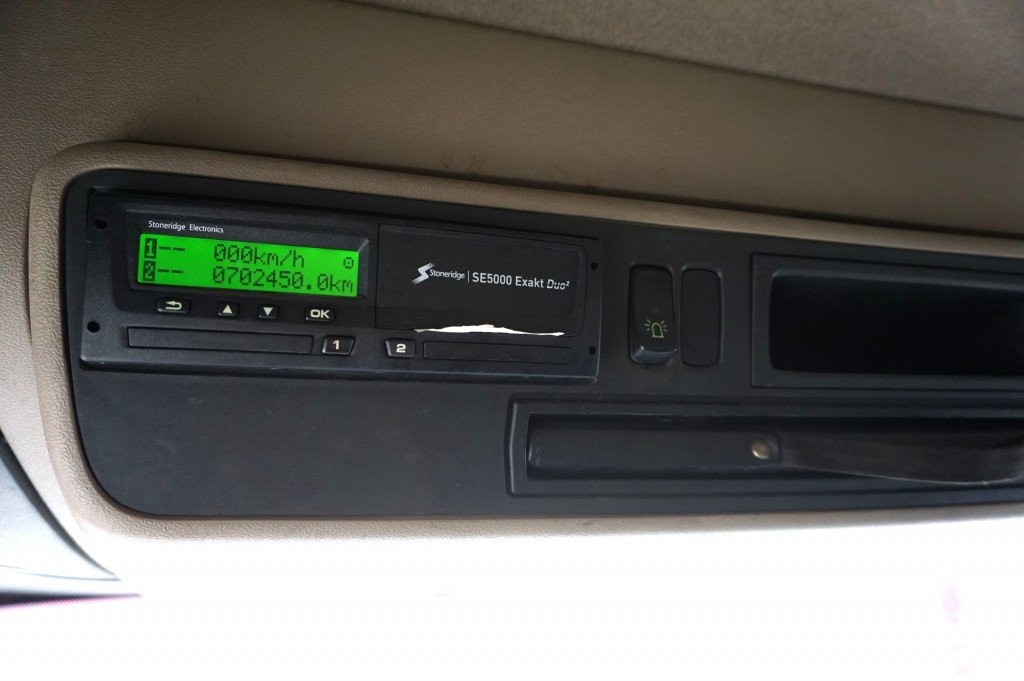 Stoneridge Electronics
1-- 000km/h
2-- 0702450.0km
Stoneridge | SE5000 Exakt Duo²
OK
1
2